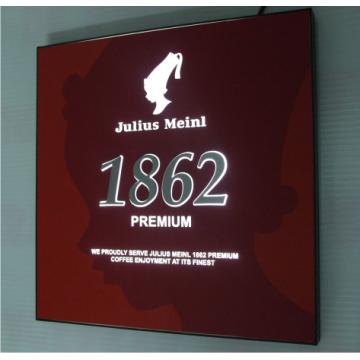 Julius Meinl
1862
PREMIUM
WE PROUDLY SERVE JULIUS MEINL 1862 PREMIUM
COFFEE ENJOYMENT AT ITS FINEST